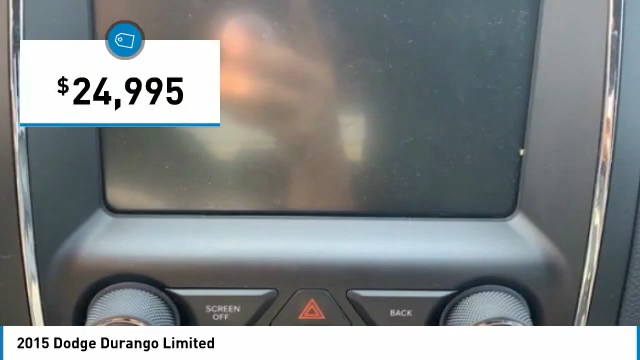 $24,995
SCREEN
OFF
BACK
2015 Dodge Durango Limited